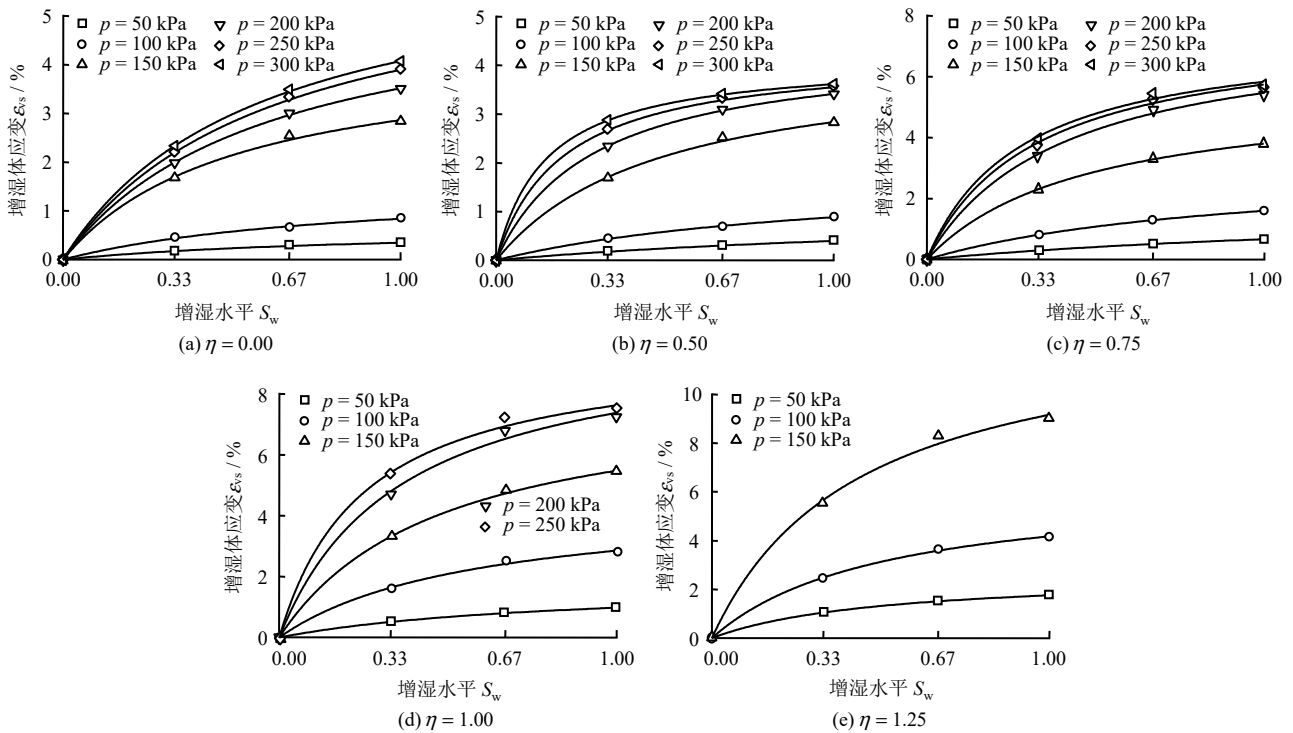 5
4
3
2
1
0
增湿体应变εvs / %
p = 50 kPa
p = 100 kPa
p = 150 kPa
p = 200 kPa
p = 250 kPa
p = 300 kPa
0.00 0.33 0.67 1.00
增湿水平 Sw
(a) η = 0.00
5
4
3
2
1
0
增湿体应变εvs / %
p = 50 kPa
p = 100 kPa
p = 150 kPa
p = 200 kPa
p = 250 kPa
p = 300 kPa
0.00 0.33 0.67 1.00
增湿水平 Sw
(b) η = 0.50
8
6
4
2
0
增湿体应变εvs / %
p = 50 kPa
p = 100 kPa
p = 150 kPa
p = 200 kPa
p = 250 kPa
p = 300 kPa
0.00 0.33 0.67 1.00
增湿水平 Sw
(c) η = 0.75
8
6
4
2
0
增湿体应变εvs / %
p = 50 kPa
p = 100 kPa
p = 150 kPa
p = 200 kPa
p = 250 kPa
0.00 0.33 0.67 1.00
增湿水平 Sw
(d) η = 1.00
10
8
6
4
2
0
增湿体应变εvs / %
p = 50 kPa
p = 100 kPa
p = 150 kPa
0.00 0.33 0.67 1.00
增湿水平 Sw
(e) η = 1.25